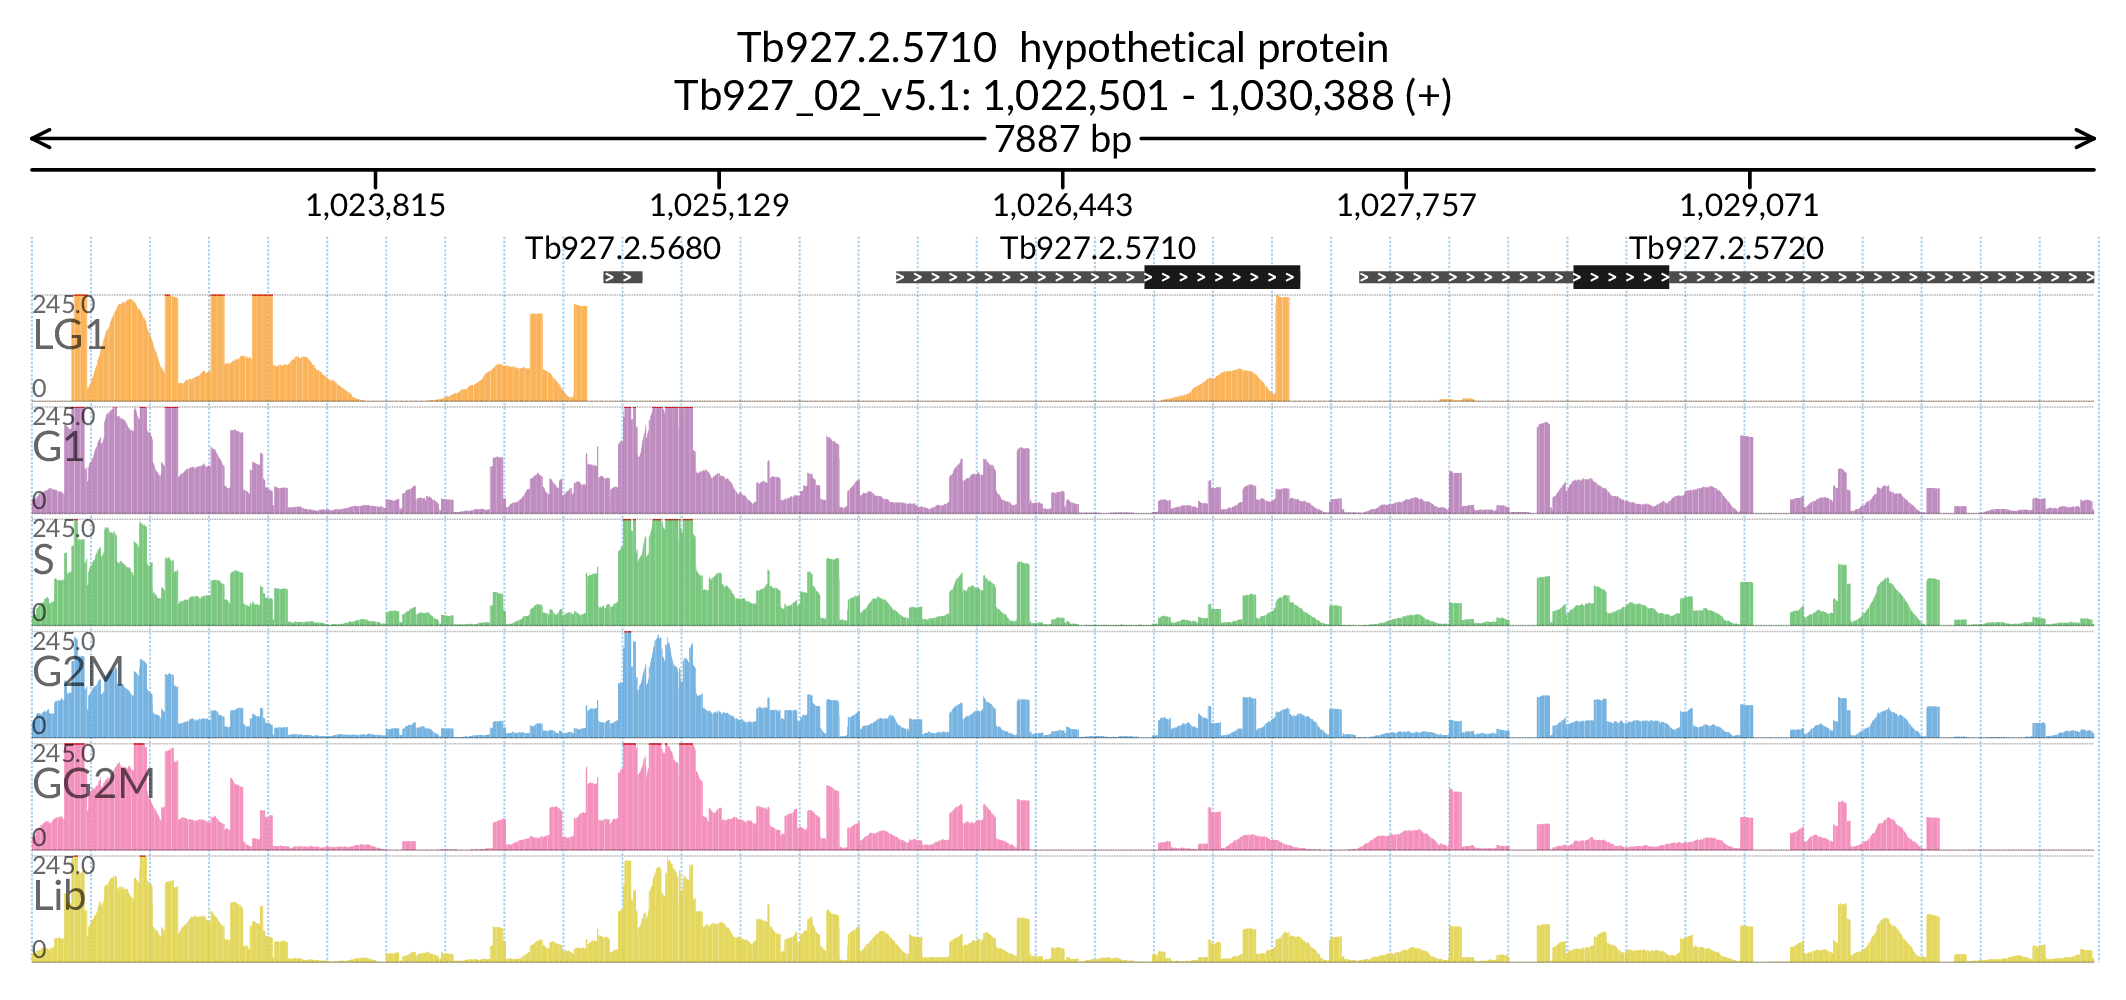 Tb927.2.5710 hypothetical protein
Tb927_02_v5.1: 1,022,501 - 1,030,388 (+)
7887 bp
1,023,815 1,025,129 1,026,443 1,027,757 1,029,071
Tb927.2.5680 Tb927.2.5710 Tb927.2.5720
245.0
LG1
0
245.0
G1
0
245.0
S
0
245.0
G2M
0
245.0
GG2M
0
245.0
Lib
0